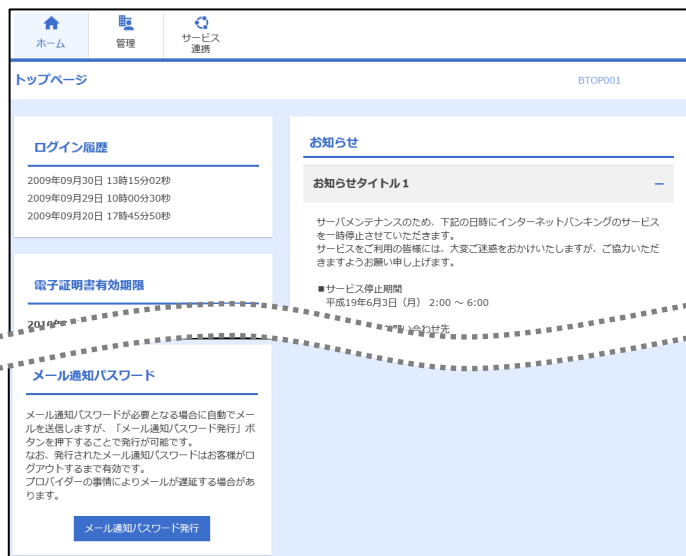 ホーム
管理
サービス
連携
トップページ
BTOP001
ログイン履歴
2009年09月30日 13時15分02秒
2009年09月29日 10時00分30秒
2009年09月20日 17時45分50秒
電子証明書有効期限
お知らせ
お知らせタイトル1
サーバメンテナンスのため、下記の日時にインターネットバンキングのサービス
を一時停止させていただきます。
サービスをご利用の皆様には、大変ご迷惑をおかけいたしますが、ご協力いただ
きますようお願い申し上げます。
■サービス停止期間
平成19年6月3日（月） 2:00 ～ 6:00
い合わせ先
メール通知パスワード
メール通知パスワードが必要となる場合に自動でメー
ルを送信しますが、「メール通知パスワード発行」ボ
タンを押下することで発行が可能です。
なお、発行されたメール通知パスワードはお客様がロ
グアウトするまで有効です。
プロバイダーの事情によりメールが遅延する場合があ
ります。
メール通知パスワード発行